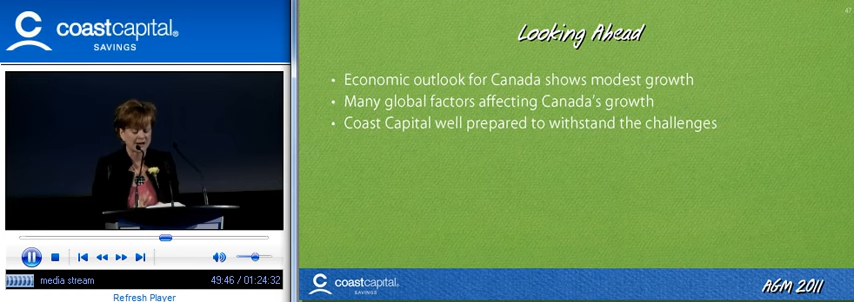 coastcapital®
SAVINGS
49:46 / 01:24:32
media stream
Refresh Player
47
Looking Ahead
• Economic outlook for Canada shows modest growth
• Many global factors affecting Canada's growth
• Coast Capital well prepared to withstand the challenges
coastcapital®
SAVINGS
AGM 2011